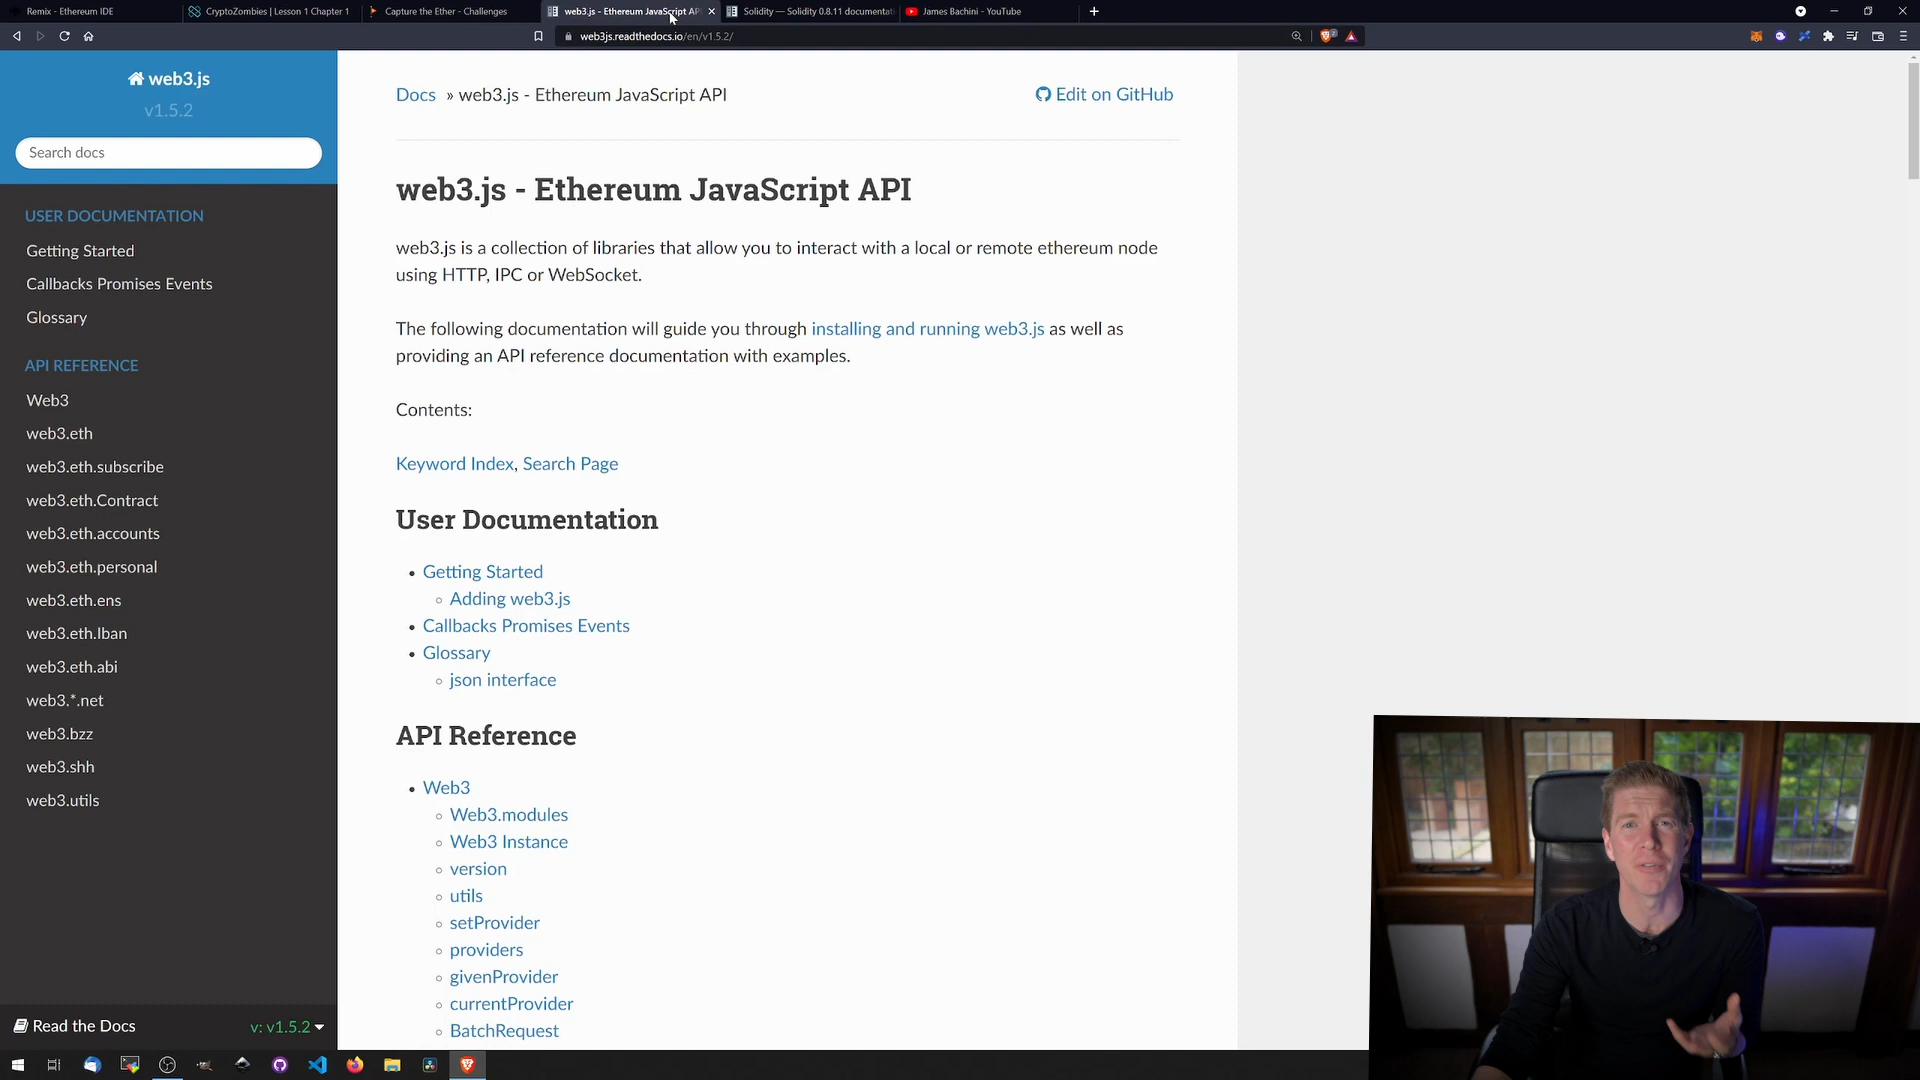 Remix - Ethereum IDE
CryptoZombies | Lesson 1 Chapter 1
Capture the Ether - Challenges
web3.js - Ethereum JavaScript AP
Solidity — Solidity 0.8.11 documentat
James Bachini - YouTube
web3js.readthedocs.io/en/v1.5.2/
web3.js
v1.5.2
Search docs
USER DOCUMENTATION
Getting Started
Callbacks Promises Events
Glossary
API REFERENCE
Web3
web3.eth
web3.eth.subscribe
web3.eth.Contract
web3.eth.accounts
web3.eth.personal
web3.eth.ens
web3.eth.Iban
web3.eth.abi
web3.*.net
web3.bzz
web3.shh
web3.utils
Read the Docs
v: v1.5.2
Docs » web3.js - Ethereum JavaScript API
Edit on GitHub
web3.js - Ethereum JavaScript API
web3.js is a collection of libraries that allow you to interact with a local or remote ethereum node
using HTTP, IPC or WebSocket.
The following documentation will guide you through installing and running web3.js as well as
providing an API reference documentation with examples.
Contents:
Keyword Index, Search Page
User Documentation
Getting Started
Adding web3.js
Callbacks Promises Events
Glossary
json interface
API Reference
Web3
Web3.modules
Web3 Instance
version
utils
setProvider
providers
givenProvider
currentProvider
BatchRequest